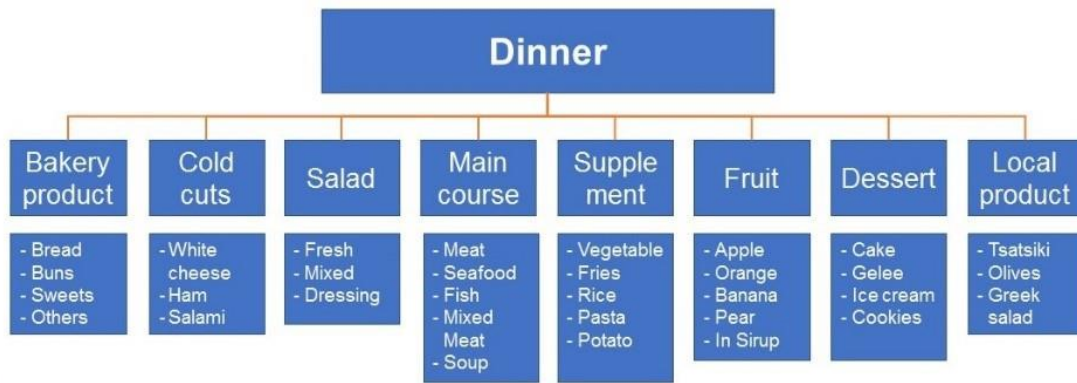 Dinner
Bakery
product
Cold
cuts
Salad
Main
course
Supple
ment
Fruit
Dessert
Local
product
- Bread
- Buns
- Sweets
- Others
- White
cheese
- Ham
- Salami
- Fresh
- Mixed
- Dressing
- Meat
- Seafood
- Fish
- Mixed
Meat
- Soup
- Vegetable
- Fries
- Rice
- Pasta
- Potato
- Apple
- Orange
- Banana
- Pear
- In Sirup
- Cake
- Gelee
- Ice cream
- Cookies
- Tsatsiki
- Olives
- Greek
salad